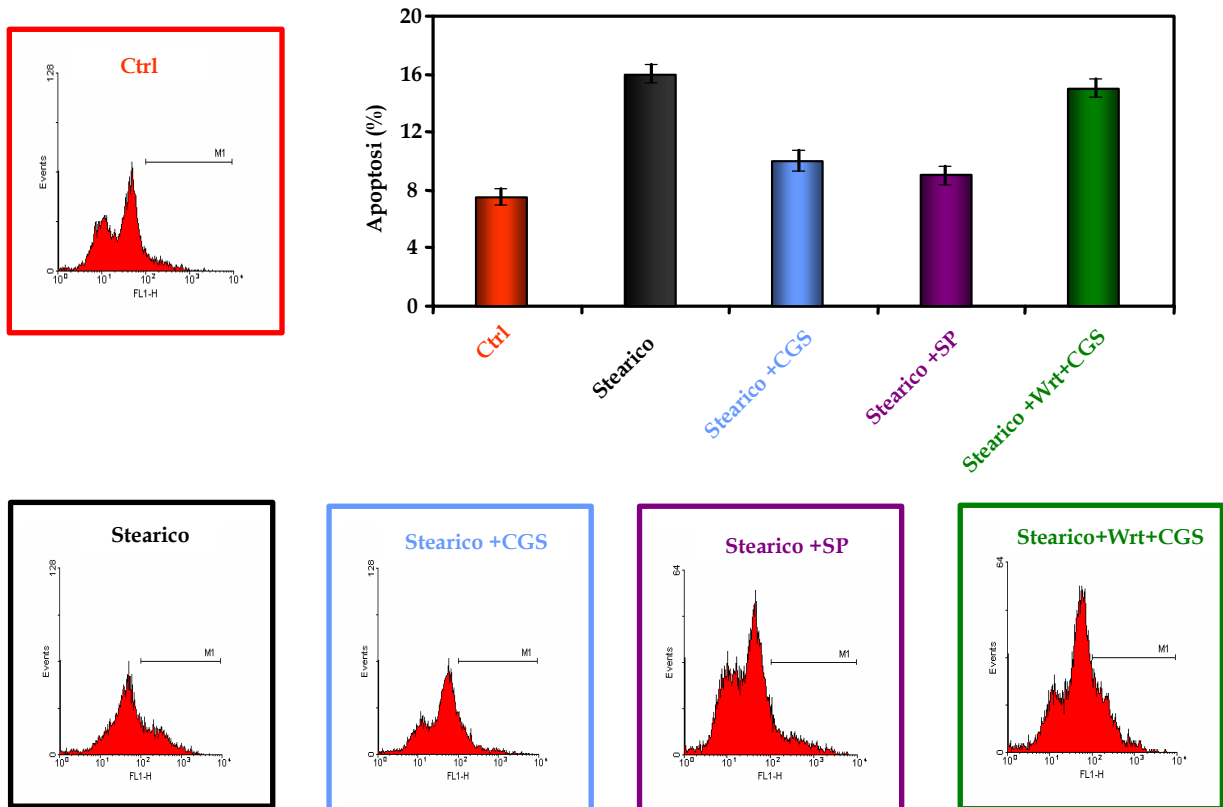 Ctrl
128
Events
0
M1
10⁰ 10¹ 10² 10³ 10⁴
FL1-H
20
16
12
8
4
0
Apoptosi (%)
Ctrl
Stearico
Stearico +CGS
Stearico +SP
Stearico +Wrt+CGS
Stearico
128
Events
0
M1
10⁰ 10¹ 10² 10³ 10⁴
FL1-H
Stearico +CGS
128
Events
0
M1
10⁰ 10¹ 10² 10³ 10⁴
FL1-H
Stearico +SP
64
Events
0
M1
10⁰ 10¹ 10² 10³ 10⁴
FL1-H
Stearico+Wrt+CGS
64
Events
0
M1
10⁰ 10¹ 10² 10³ 10⁴
FL1-H